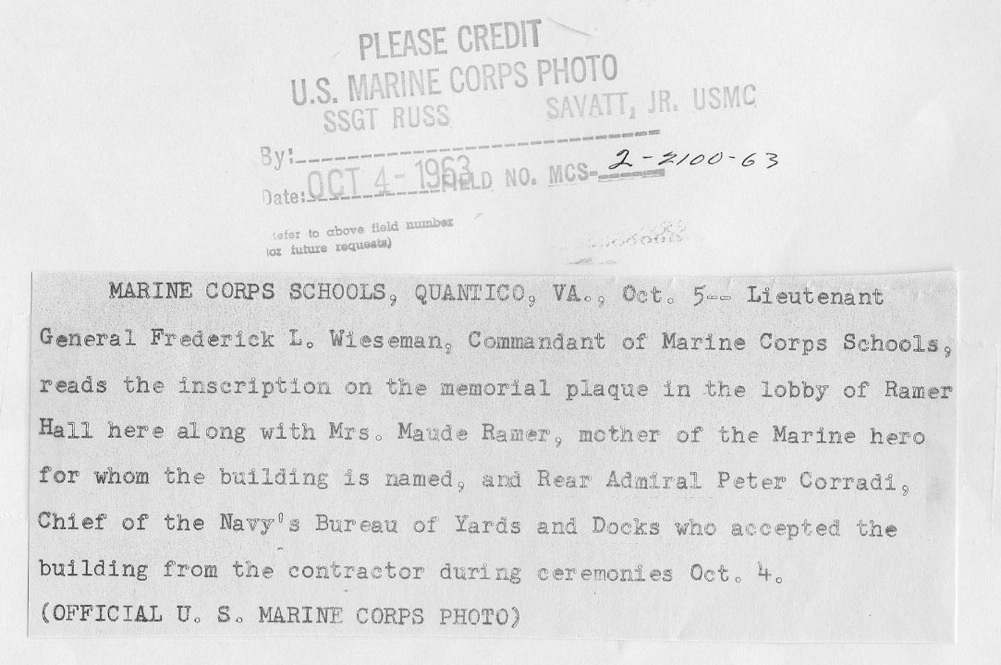 PLEASE CREDIT
U.S. MARINE CORPS PHOTO
SSGT RUSS SAVATT, JR. USMC
By:
Date: OCT 4- 1963 FIELD NO. MCS- 2-2100-63
refer to above field number
for future requests)
MARINE CORPS SCHOOLS, QUANTICO, VA., Oct. 5-- Lieutenant
General Frederick L. Wieseman, Commandant of Marine Corps Schools,
reads the inscription on the memorial plaque in the lobby of Ramer
Hall here along with Mrs. Maude Ramer, mother of the Marine hero
for whom the building is named, and Rear Admiral Peter Corradi,
Chief of the Navy's Bureau of Yards and Docks who accepted the
building from the contractor during ceremonies Oct. 4.
(OFFICIAL U. S. MARINE CORPS PHOTO)